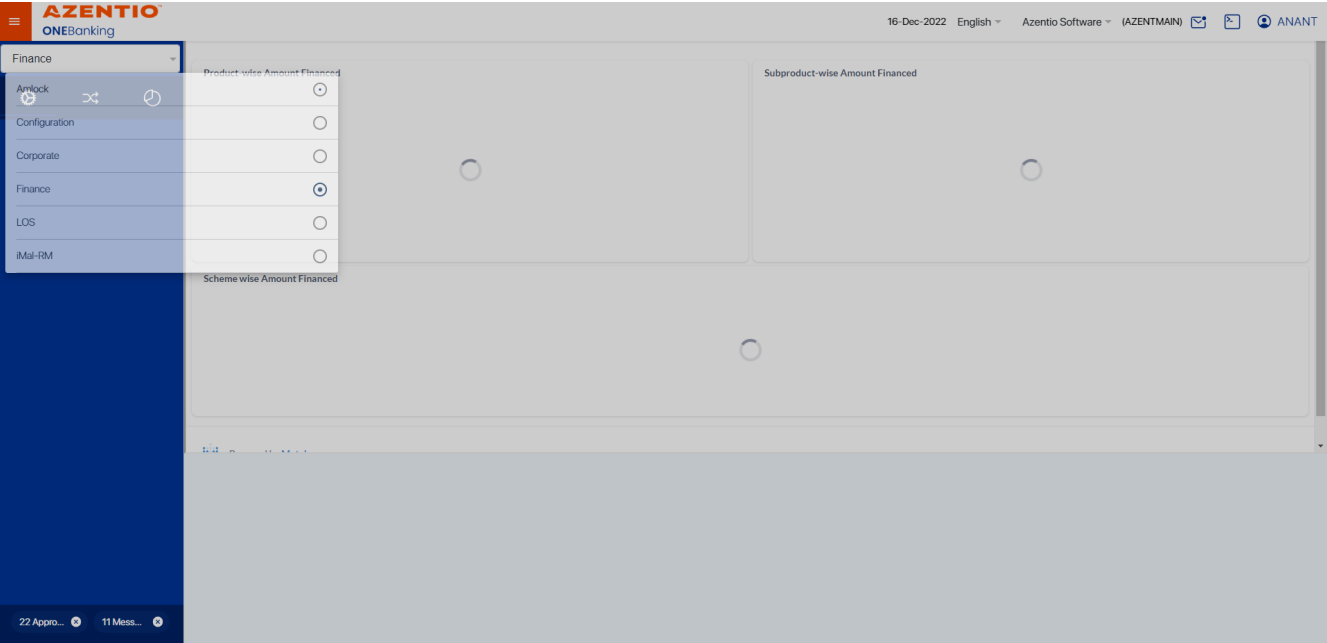 AZENTIO
ONEBanking
16-Dec-2022 English Azentio Software (AZENTMAIN) ANANT
Finance
Product-wise Amount Financed
Subproduct-wise Amount Financed
Amlock
Configuration
Corporate
Finance
LOS
iMal-RM
Scheme wise Amount Financed
22 Appro...
11 Mess...